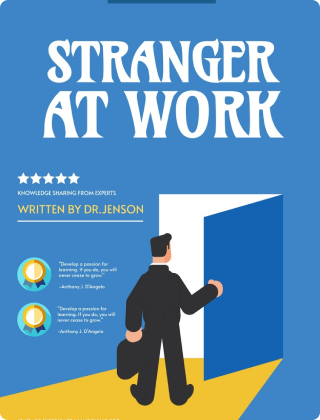 STRANGER
AT WORK
KNOWLEDGE SHARING FROM EXPERTS
WRITTEN BY DR.JENSON
"Develop a passion for
learning. If you do, you will
never cease to grow."
-Anthony J. D'Angelo
"Develop a passion for
learning. If you do, you will
never cease to grow."
-Anthony J. D'Angelo